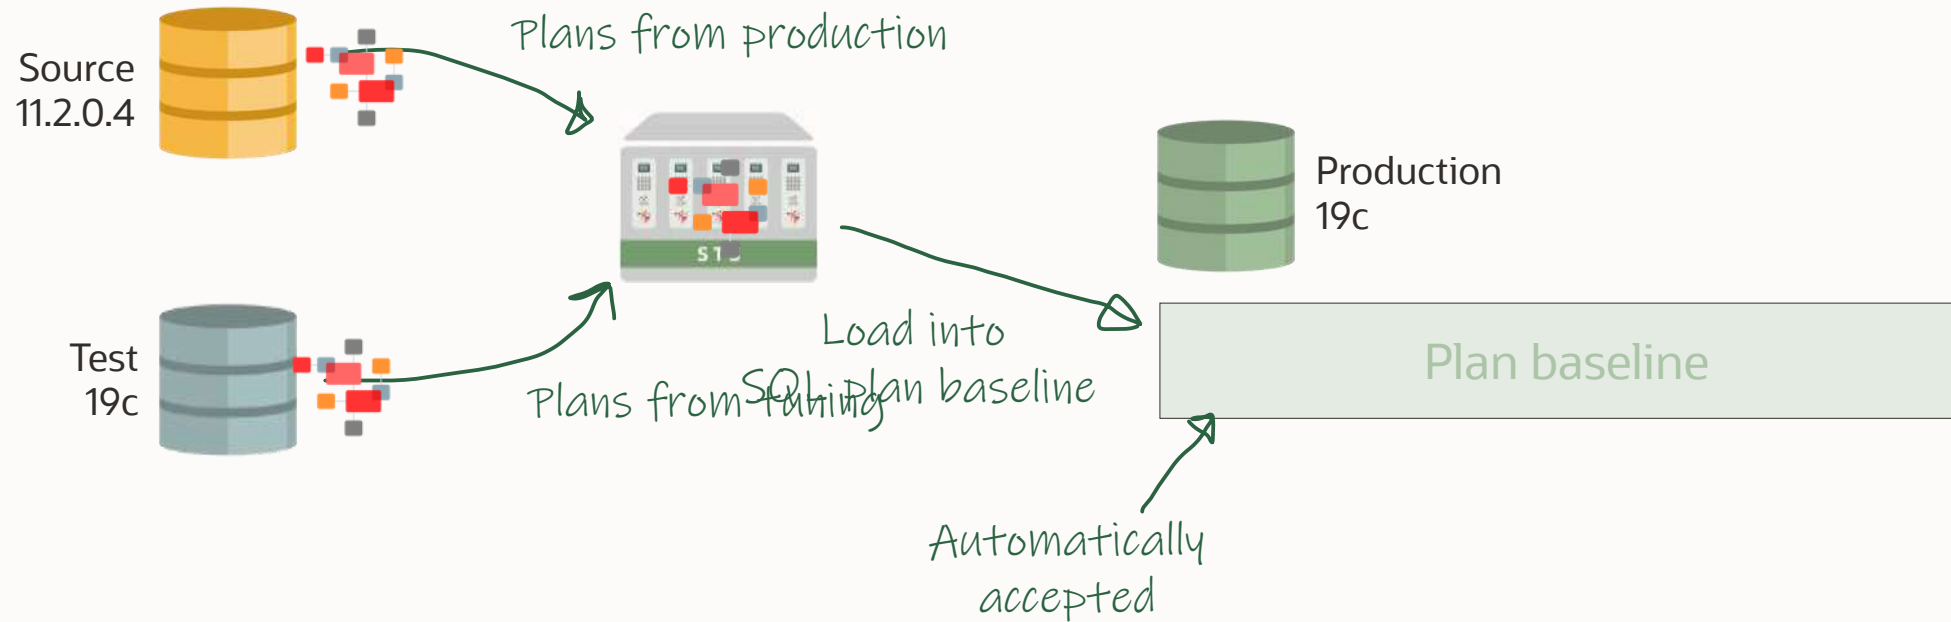 Plans from production
Source
11.2.0.4
Production
19c
STS
Load into
SQL plan baseline
Test
19c
Plans from tuning
Plan baseline
Automatically
accepted